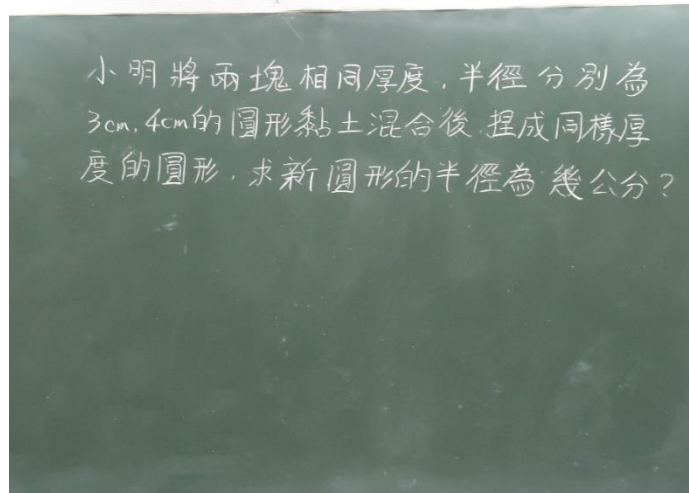 小明將兩塊相同厚度，半徑分別為
3cm, 4cm的圓形黏土混合後,捏成同樣厚
度的圓形，求新圓形的半徑為幾公分？